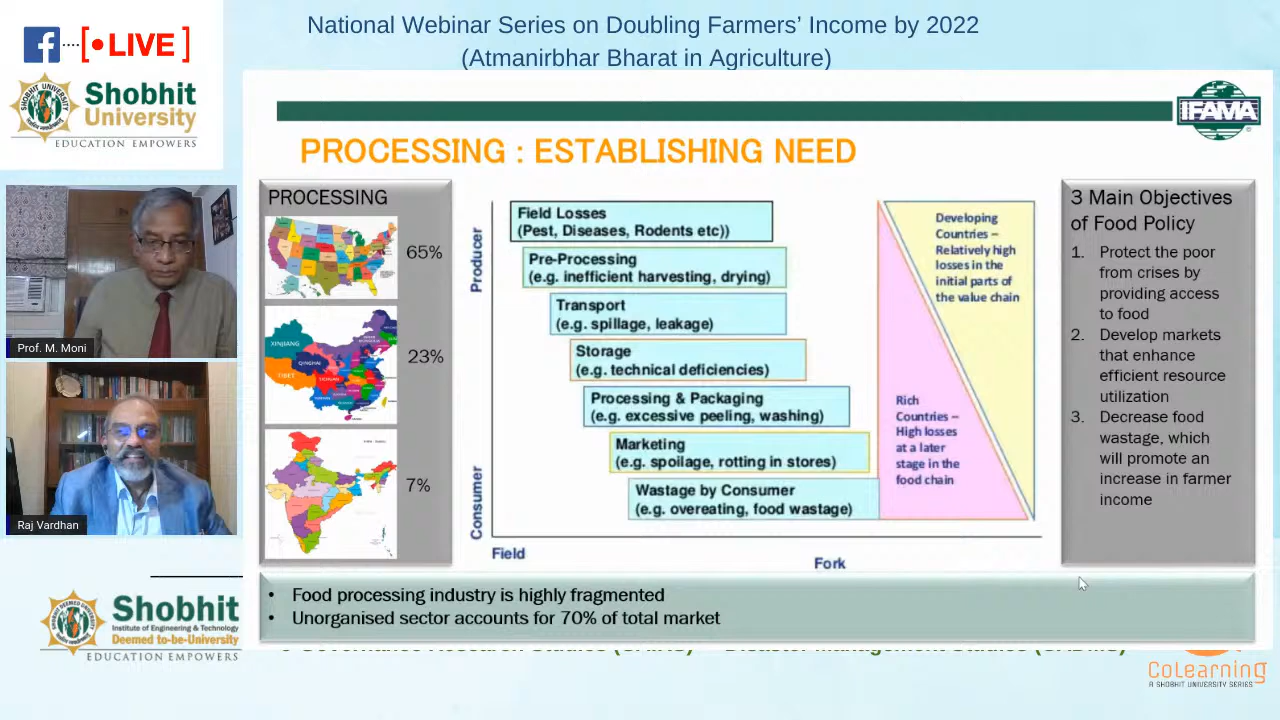 National Webinar Series on Doubling Farmers’ Income by 2022
(Atmanirbhar Bharat in Agriculture)
LIVE
Shobhit
University
EDUCATION EMPOWERS
IFAMA
PROCESSING : ESTABLISHING NEED
Prof. M. Moni
Raj Vardhan
PROCESSING
65%
XINJIANG
QINGHAI
TIBET
23%
7%
Producer
Consumer
Field Losses
(Pest, Diseases, Rodents etc))
Pre-Processing
(e.g. inefficient harvesting, drying)
Transport
(e.g. spillage, leakage)
Storage
(e.g. technical deficiencies)
Processing & Packaging
(e.g. excessive peeling, washing)
Marketing
(e.g. spoilage, rotting in stores)
Wastage by Consumer
(e.g. overeating, food wastage)
Field
Fork
Developing
Countries –
Relatively high
losses in the
initial parts of
the value chain
Rich
Countries –
High losses
at a later
stage in the
food chain
3 Main Objectives
of Food Policy
1. Protect the poor
from crises by
providing access
to food
2. Develop markets
that enhance
efficient resource
utilization
3. Decrease food
wastage, which
will promote an
increase in farmer
income
• Food processing industry is highly fragmented
• Unorganised sector accounts for 70% of total market
Shobhit
Institute of Engineering & Technology
Deemed to-be-University
EDUCATION EMPOWERS
CoLearning
A SHOBHIT UNIVERSITY SERIES